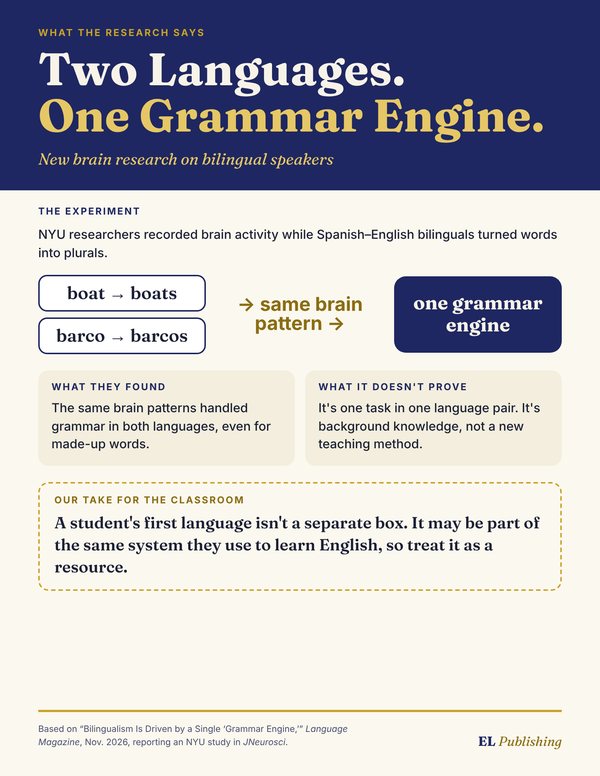 WHAT THE RESEARCH SAYS
Two Languages.
One Grammar Engine.
New brain research on bilingual speakers
THE EXPERIMENT
NYU researchers recorded brain activity while Spanish–English bilinguals turned words
into plurals.
boat → boats
barco → barcos
→ same brain
pattern →
one grammar
engine
WHAT THEY FOUND
The same brain patterns handled
grammar in both languages, even for
made-up words.
WHAT IT DOESN'T PROVE
It's one task in one language pair. It's
background knowledge, not a new
teaching method.
OUR TAKE FOR THE CLASSROOM
A student's first language isn't a separate box. It may be part of
the same system they use to learn English, so treat it as a
resource.
Based on “Bilingualism Is Driven by a Single ‘Grammar Engine,’” Language
Magazine, Nov. 2026, reporting an NYU study in JNeurosci.
EL Publishing